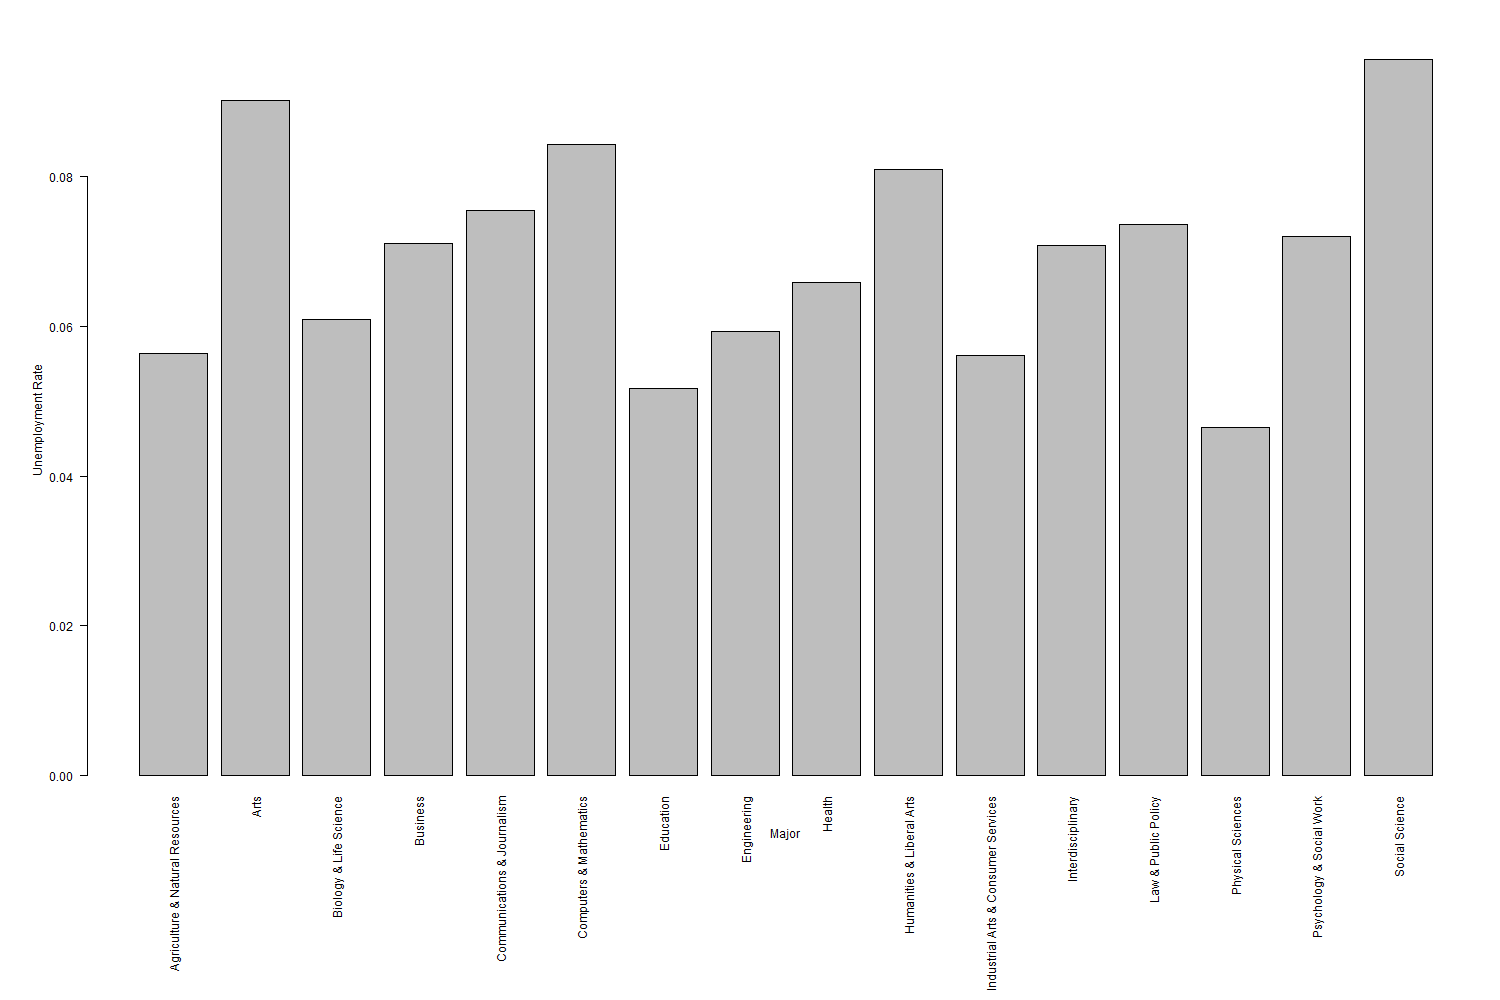 0.08
0.06
0.04
0.02
0.00
Unemployment Rate
Agriculture & Natural Resources
Arts
Biology & Life Science
Business
Communications & Journalism
Computers & Mathematics
Education
Engineering
Health
Humanities & Liberal Arts
Industrial Arts & Consumer Services
Interdisciplinary
Law & Public Policy
Physical Sciences
Psychology & Social Work
Social Science
Major